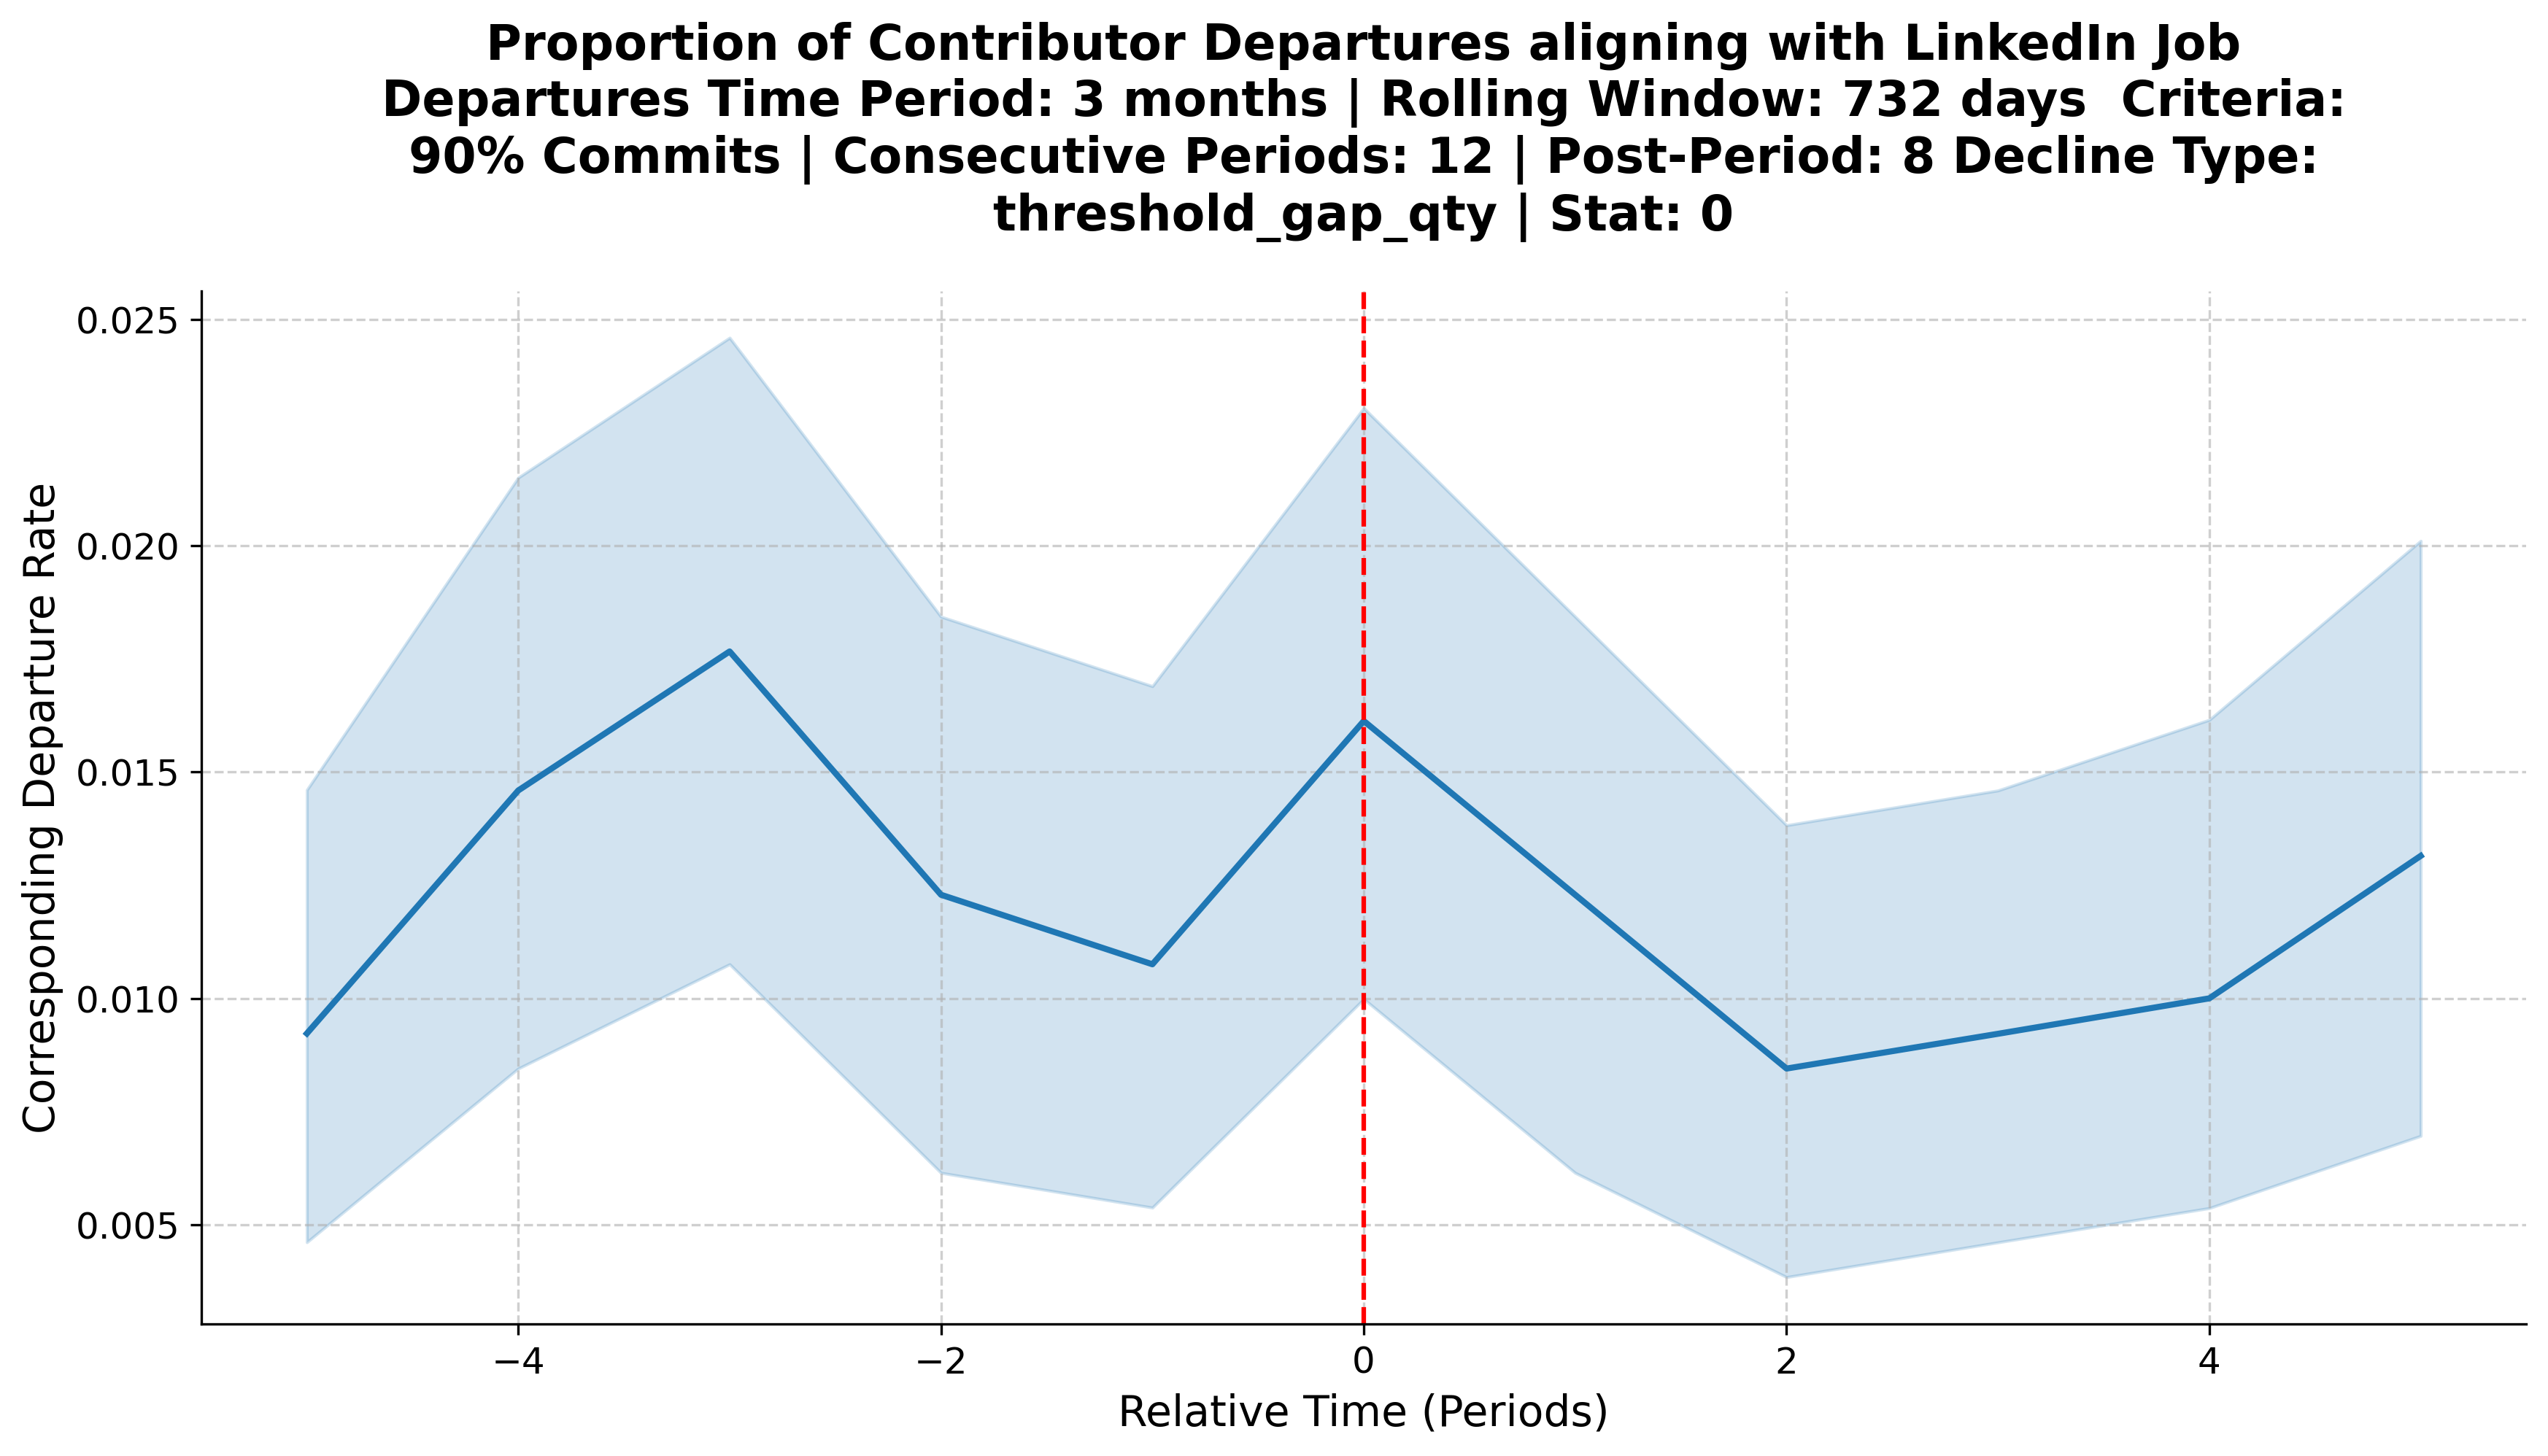 Proportion of Contributor Departures aligning with LinkedIn Job
Departures Time Period: 3 months | Rolling Window: 732 days  Criteria:
90% Commits | Consecutive Periods: 12 | Post-Period: 8 Decline Type:
threshold_gap_qty | Stat: 0
Corresponding Departure Rate
0.025
0.020
0.015
0.010
0.005
−4
−2
0
2
4
Relative Time (Periods)